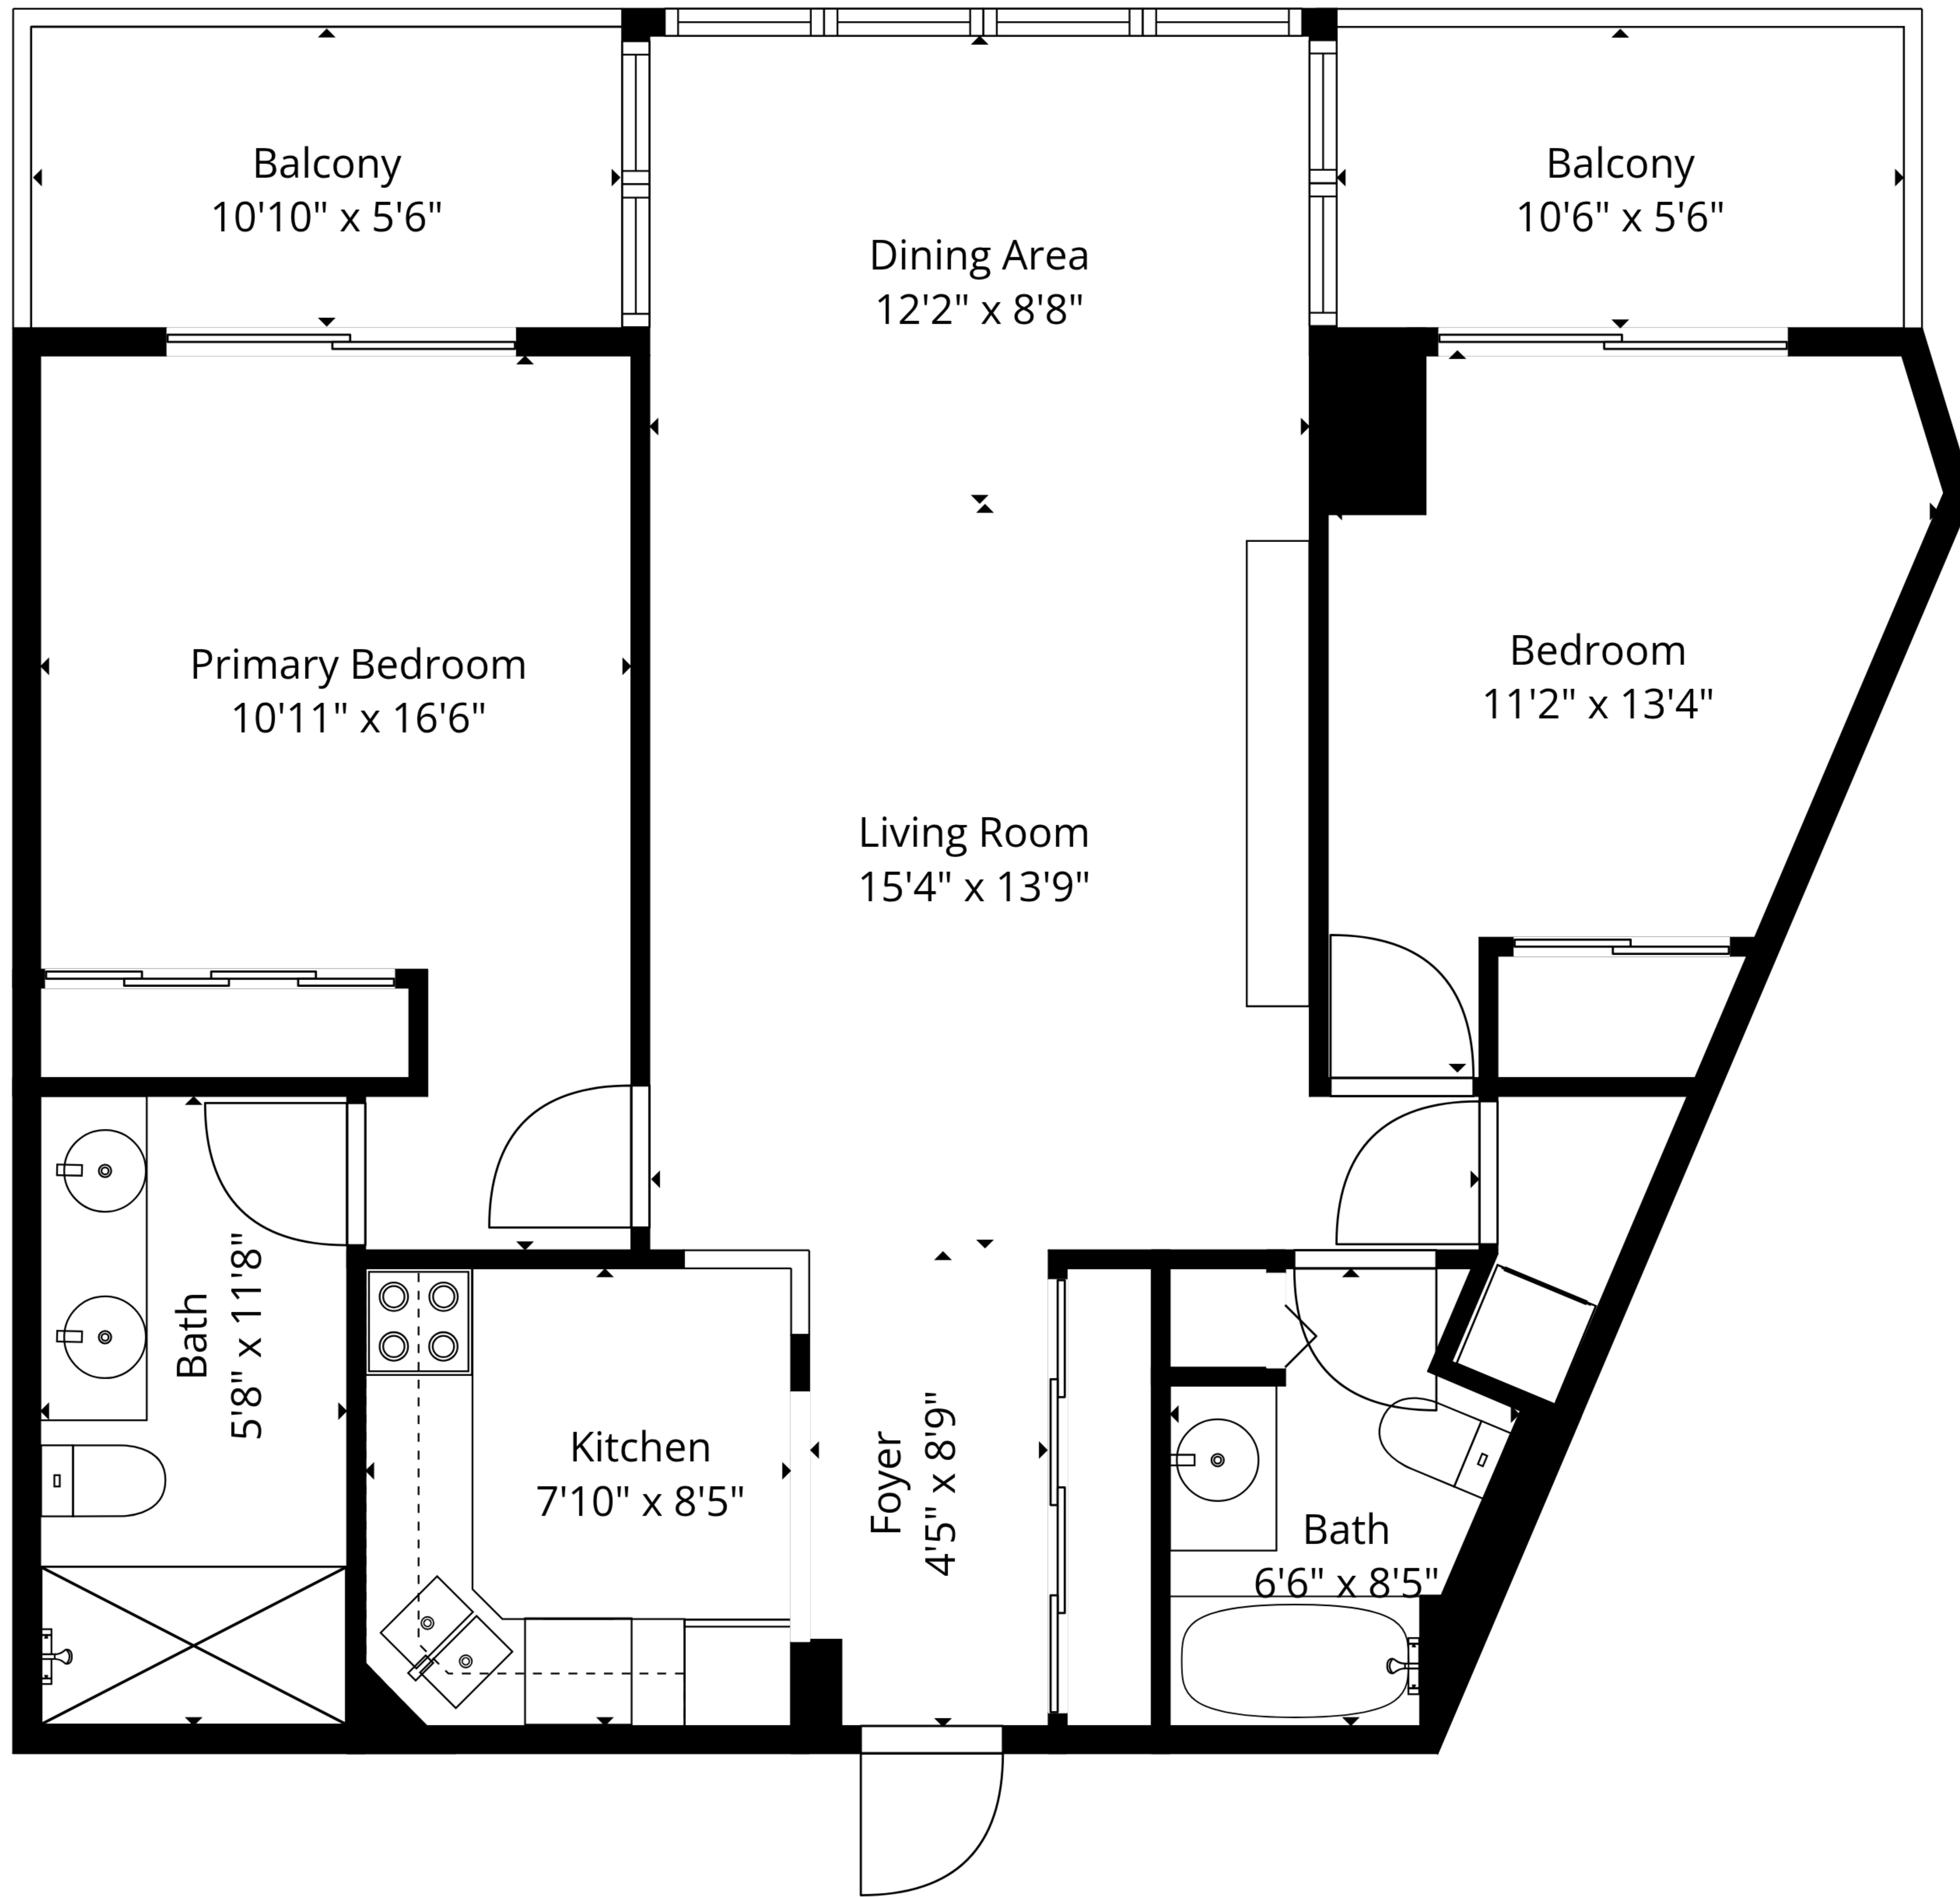 Balcony
10'10" x 5'6"
Balcony
10'6" x 5'6"
Dining Area
12'2" x 8'8"
Primary Bedroom
10'11" x 16'6"
Bedroom
11'2" x 13'4"
Living Room
15'4" x 13'9"
Bath
5'8" x 11'8"
Kitchen
7'10" x 8'5"
Foyer
4'5" x 8'9"
Bath
6'6" x 8'5"